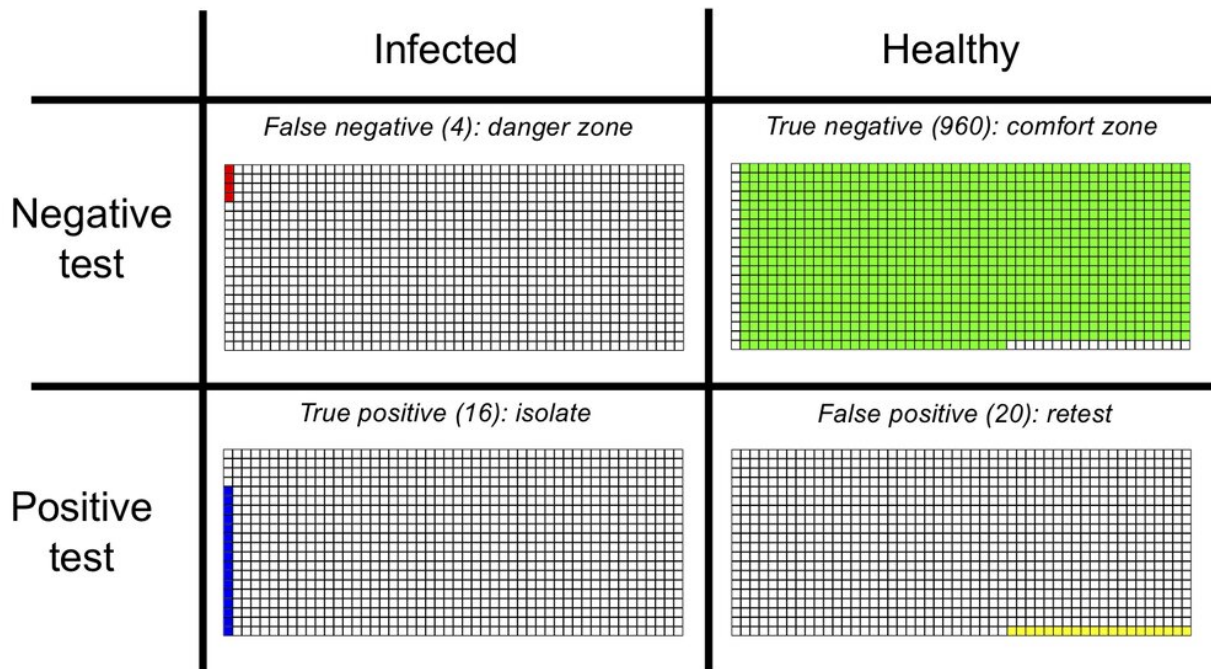 Infected
Healthy
Negative
test
False negative (4): danger zone
True negative (960): comfort zone
Positive
test
True positive (16): isolate
False positive (20): retest